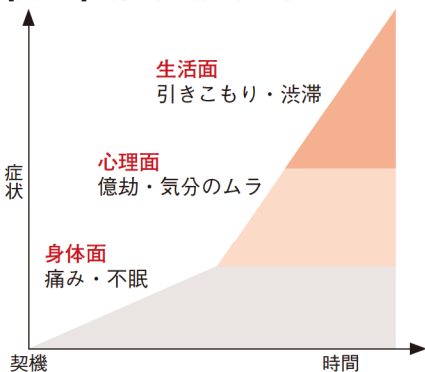 生活面
引きこもり・渋滞
心理面
億劫・気分のムラ
症状
身体面
痛み・不眠
契機
時間